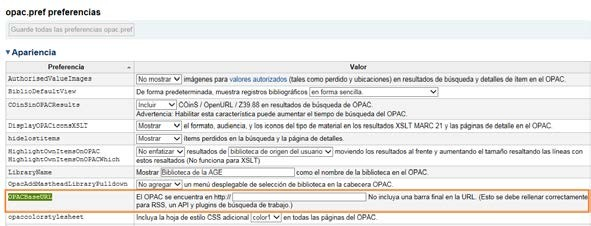 opac.pref preferencias
Guarde todas las preferencias opac.pref
Apariencia
Preferencia Valor
AuthorisedValueImages No mostrar imágenes para valores autorizados (tales como perdido y ubicaciones) en resultados de búsqueda y detalles de ítem en el OPAC.
BiblioDefaultView De forma predeterminada, muestra registros bibliográficos en forma sencilla.
COinSinOPACResults Incluir COinS / OpenURL / Z39.88 en resultados de búsqueda de OPAC.
Advertencia: Habilitar esta característica puede aumentar el tiempo de búsqueda del OPAC.
DisplayOPACiconsXSLT Mostrar el formato, audiencia, y los iconos del tipo de material en los resultados XSLT MARC 21 y las páginas de detalle en el OPAC.
hidelostitems Mostrar ítems perdidos en la búsqueda y la página de detalles.
HighlightOwnItemsOnOPAC No enfatizar resultados de biblioteca de origen del usuario moviendo los resultados al frente y aumentando el tamaño resaltando las líneas con
HighlightOwnItemsOnOPACWhich estos resultados (No funciona para XSLT)
LibraryName Mostrar Biblioteca de la AGE como el nombre de la biblioteca en el OPAC.
OpacAddMastheadLibraryPulldown No agregar un menú desplegable de selección de biblioteca en la cabecera OPAC.
OPACBaseURL El OPAC se encuentra en http:// No incluya una barra final en la URL. (Esto se debe rellenar correctamente
para RSS, un API y plugins de búsqueda de trabajo.)
opaccolorstylesheet Incluya la hoja de estilo CSS adicional color1 en todas las páginas del OPAC.